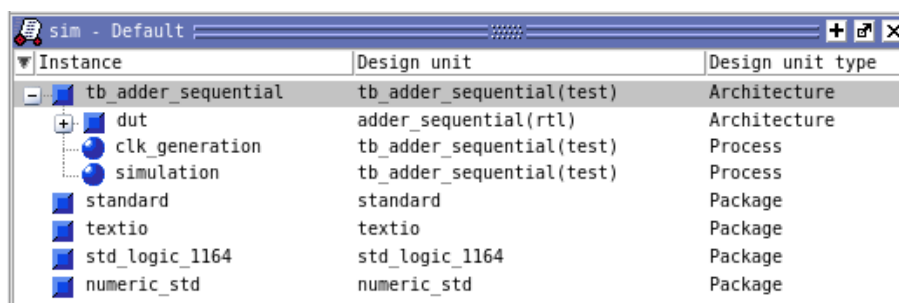 sim - Default
Instance Design unit Design unit type
tb_adder_sequential tb_adder_sequential(test) Architecture
dut adder_sequential(rtl) Architecture
clk_generation tb_adder_sequential(test) Process
simulation tb_adder_sequential(test) Process
standard standard Package
textio textio Package
std_logic_1164 std_logic_1164 Package
numeric_std numeric_std Package